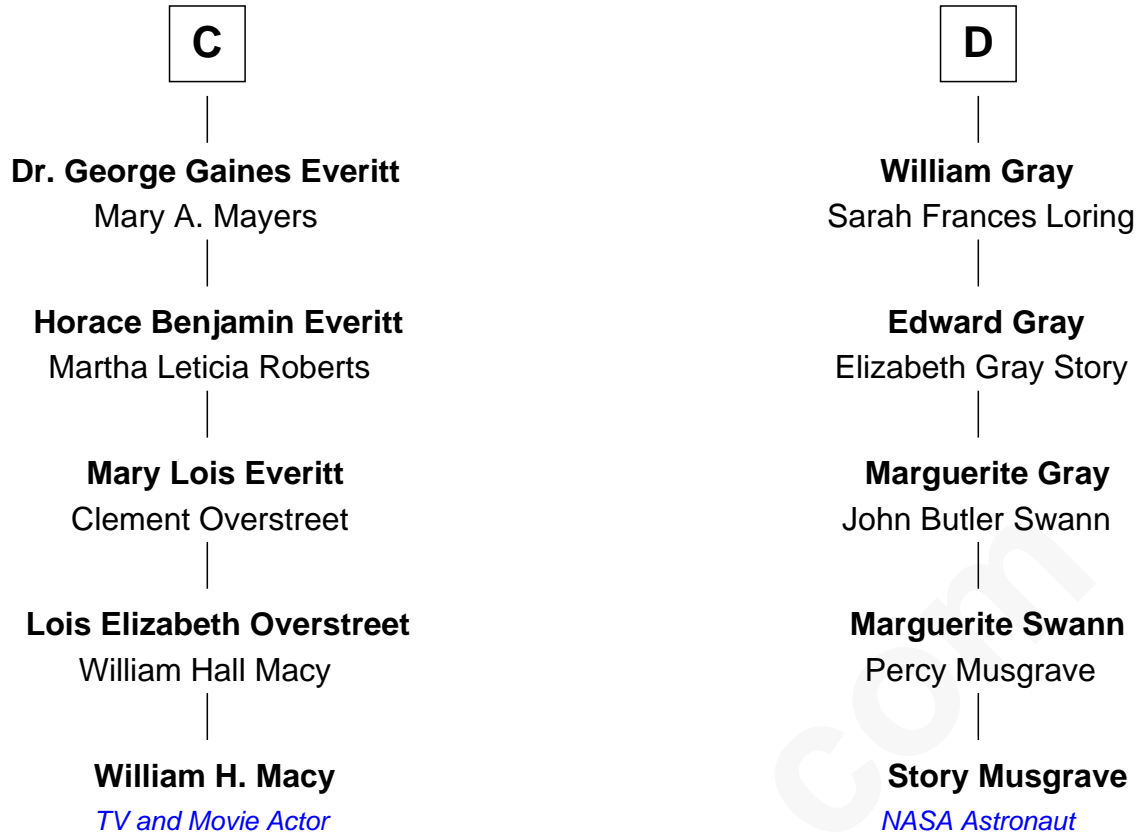 C
Dr. George Gaines Everitt
Mary A. Mayers
Horace Benjamin Everitt
Martha Leticia Roberts
Mary Lois Everitt
Clement Overstreet
Lois Elizabeth Overstreet
William Hall Macy
William H. Macy
TV and Movie Actor
D
William Gray
Sarah Frances Loring
Edward Gray
Elizabeth Gray Story
Marguerite Gray
John Butler Swann
Marguerite Swann
Percy Musgrave
Story Musgrave
NASA Astronaut
com